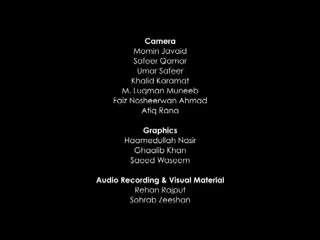 Camera
Momin Javaid
Safeer Qamar
Umar Safeer
Khalid Karamat
M. Luqman Muneeb
Faiz Nosheerwan Ahmad
Atiq Rana
Graphics
Haamedullah Nasir
Ghaalib Khan
Saeed Waseem
Audio Recording & Visual Material
Rehan Rajput
Sohrab Zeeshan